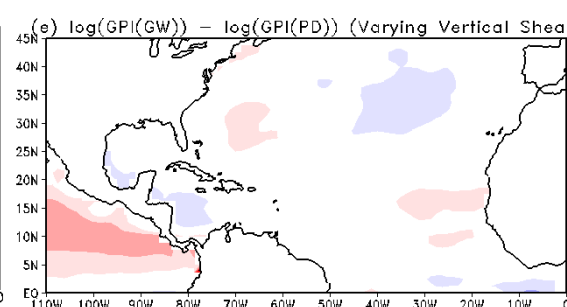 (e) log(GPI(GW)) − log(GPI(PD)) (Varying Vertical Shea
45N
40N
35N
30N
25N
20N
15N
10N
5N
EQ
110W 100W 90W 80W 70W 60W 50W 40W 30W 20W 10W 0